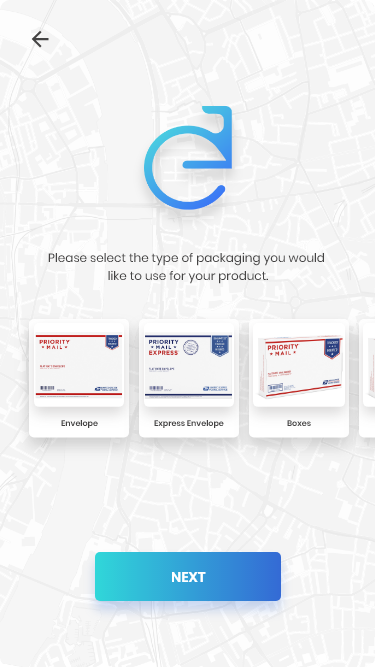 Please select the type of packaging you would
like to use for your product.
PRIORITY
MAIL
PRIORITY
MAIL
EXPRESS
PRIORITY
MAIL
Envelope
Express Envelope
Boxes
NEXT